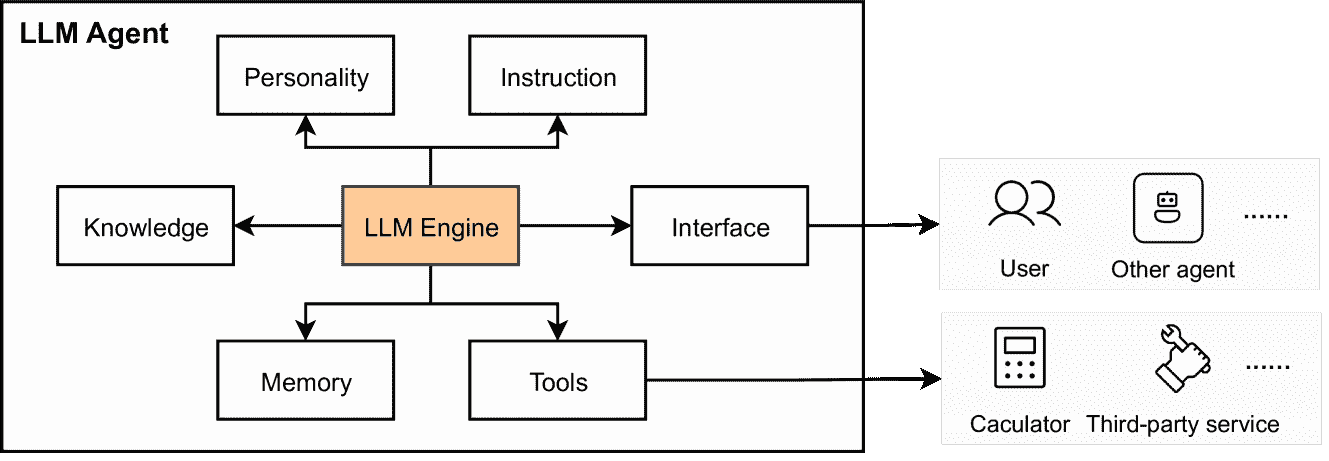 LLM Agent
Personality
Instruction
Knowledge
LLM Engine
Interface
Memory
Tools
User
Other agent
......
Caculator
Third-party service
......